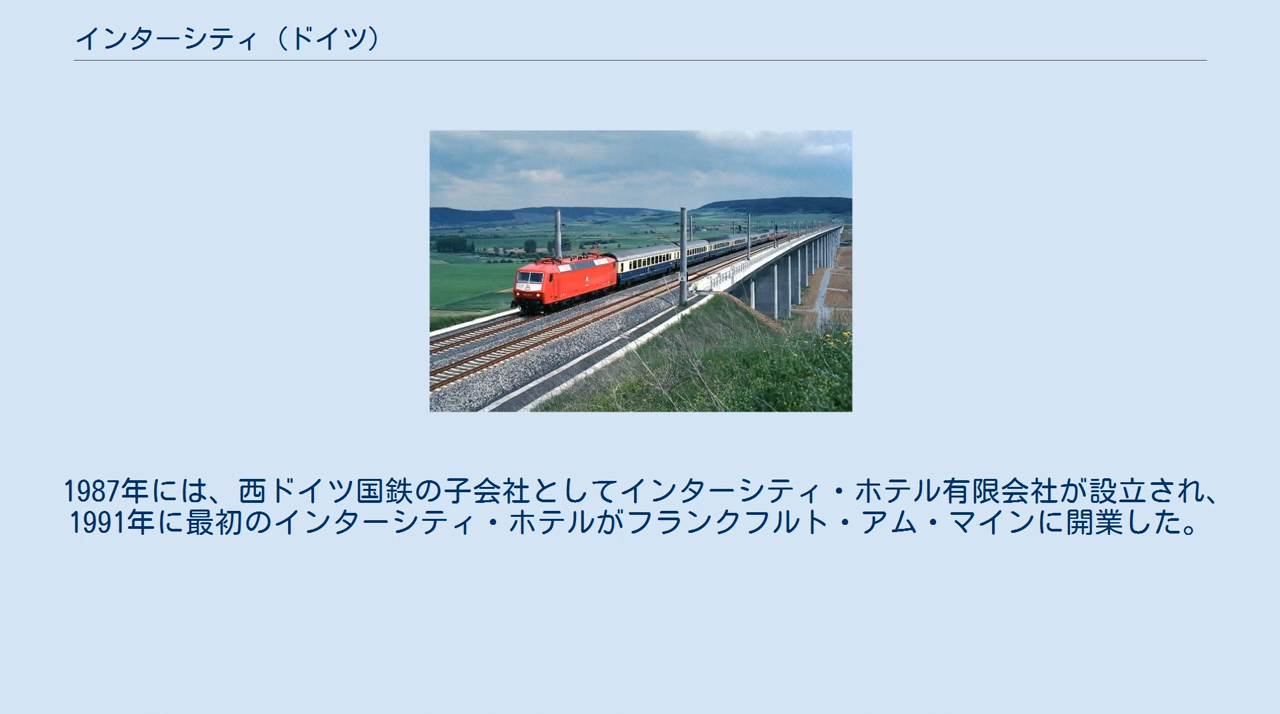 インターシティ（ドイツ）
1987年には、西ドイツ国鉄の子会社としてインターシティ・ホテル有限会社が設立され、
1991年に最初のインターシティ・ホテルがフランクフルト・アム・マインに開業した。